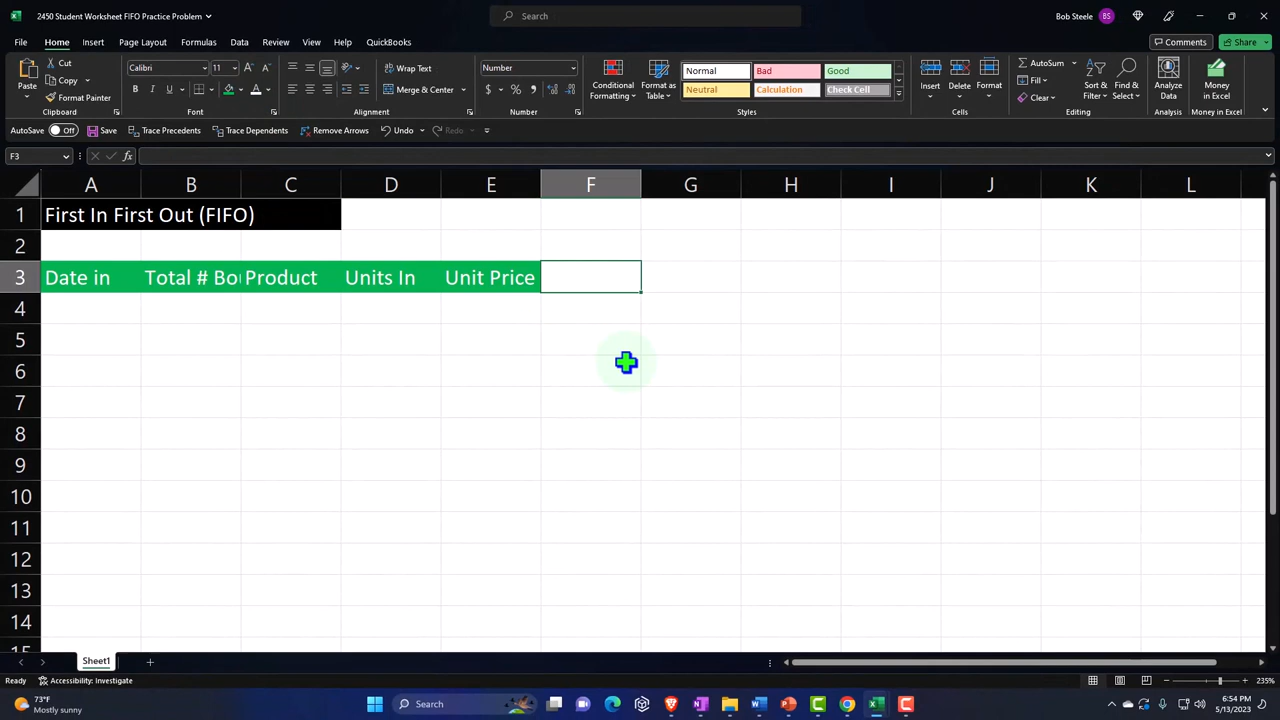 2450 Student Worksheet FIFO Practice Problem
Search
Bob Steele BS
File Home Insert Page Layout Formulas Data Review View Help QuickBooks
Comments Share
Paste
Cut
Copy
Format Painter
Clipboard
Calibri 11
B I U
Font
Wrap Text
Merge & Center
Alignment
Number
$ % ,
Number
Conditional Formatting
Format as Table
Normal Bad Good
Neutral Calculation Check Cell
Styles
Insert Delete Format
Cells
AutoSum
Fill
Clear
Sort & Filter
Find & Select
Editing
Analyze Data
Analysis
Money in Excel
Money in Excel
AutoSave Off Save Trace Precedents Trace Dependents Remove Arrows Undo
F3 fx
A B C D E F G H I J K L
1 First In First Out (FIFO)
2
3 Date in Total # Bou Product Units In Unit Price
4
5
6
7
8
9
10
11
12
13
14
15
Sheet1
Ready Accessibility: Investigate 235%
73°F
Mostly sunny
Search
6:54 PM
5/13/2023